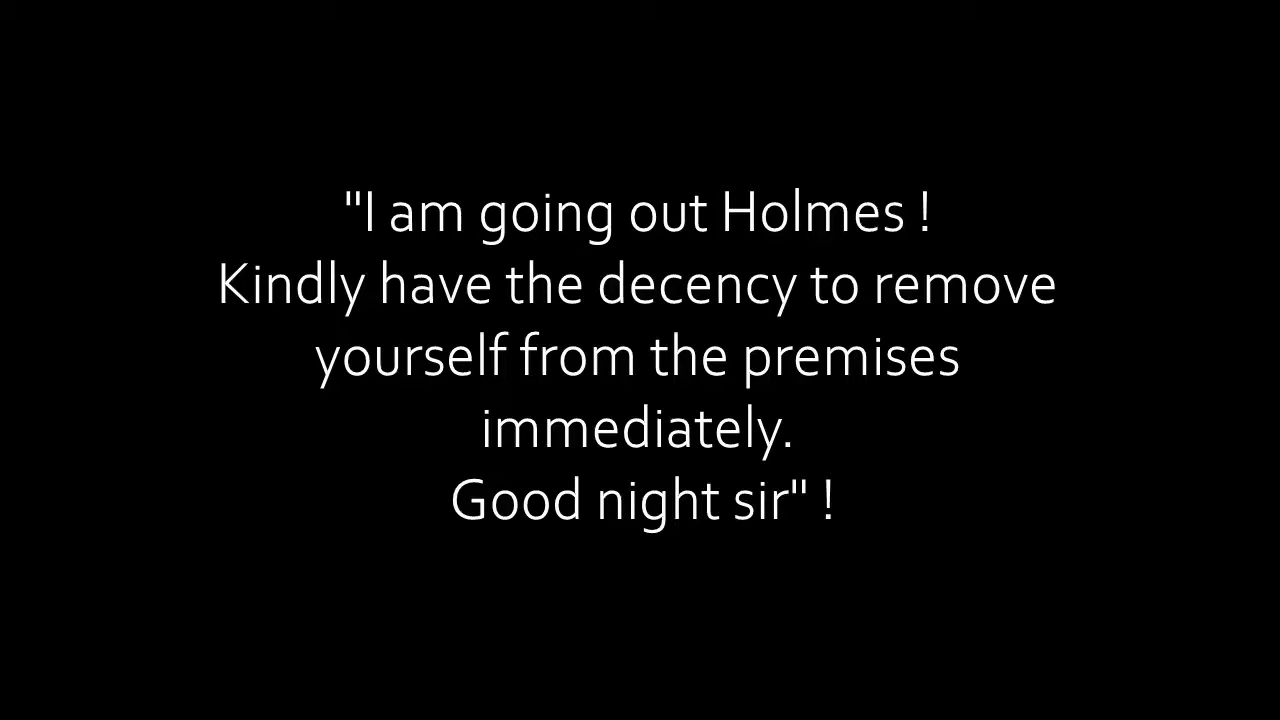 "I am going out Holmes !
Kindly have the decency to remove
yourself from the premises
immediately.
Good night sir" !